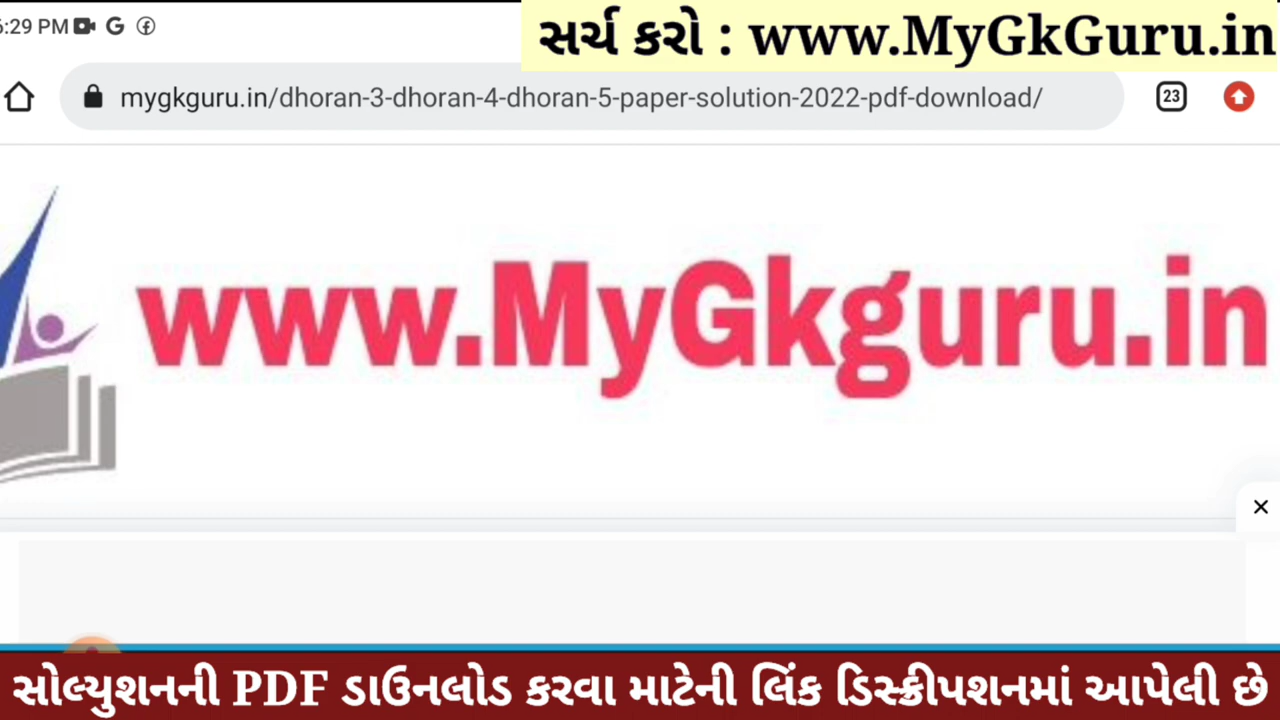 6:29 PM
સર્ચ કરો : www.MyGkGuru.in
mygkguru.in/dhoran-3-dhoran-4-dhoran-5-paper-solution-2022-pdf-download/
23
www.MyGkguru.in
સોલ્યુશનની PDF ડાઉનલોડ કરવા માટેની લિંક ડિસ્ક્રીપશનમાં આપેલી છે